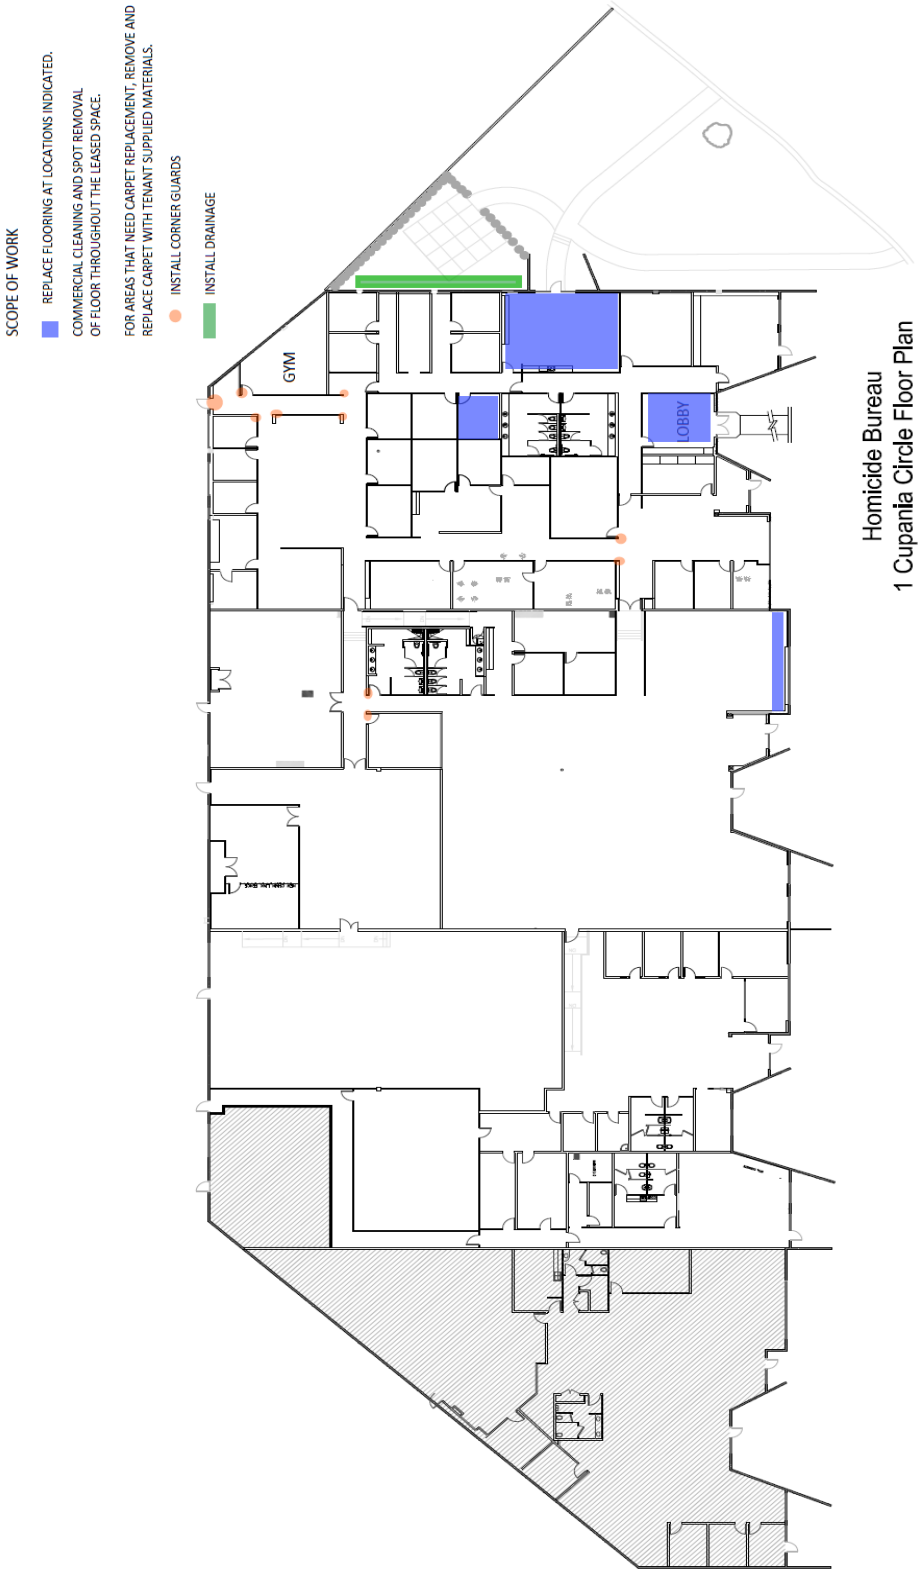 SCOPE OF WORK
REPLACE FLOORING AT LOCATIONS INDICATED.
COMMERCIAL CLEANING AND SPOT REMOVAL
OF FLOOR THROUGHOUT THE LEASED SPACE.
FOR AREAS THAT NEED CARPET REPLACEMENT, REMOVE AND
REPLACE CARPET WITH TENANT SUPPLIED MATERIALS.
INSTALL CORNER GUARDS
INSTALL DRAINAGE
GYM
LOBBY
Homicide Bureau
1 Cupania Circle Floor Plan